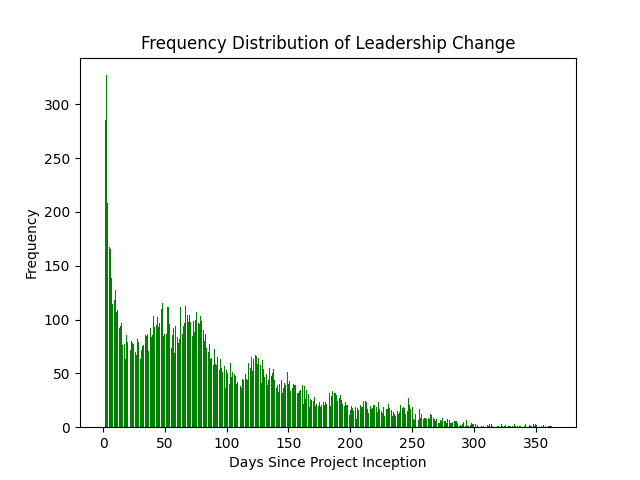 Frequency Distribution of Leadership Change
300
250
200
150
100
50
0
Frequency
0 50 100 150 200 250 300 350
Days Since Project Inception